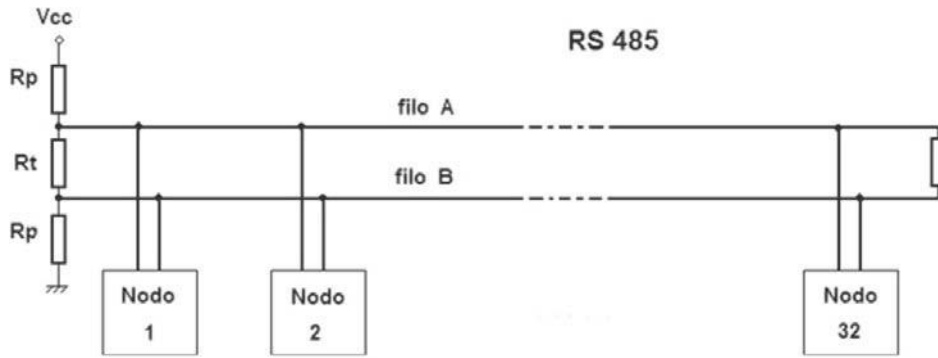 Vcc
RS 485
Rp
filo A
Rt
filo B
Rp
Nodo
1
Nodo
2
Nodo
32